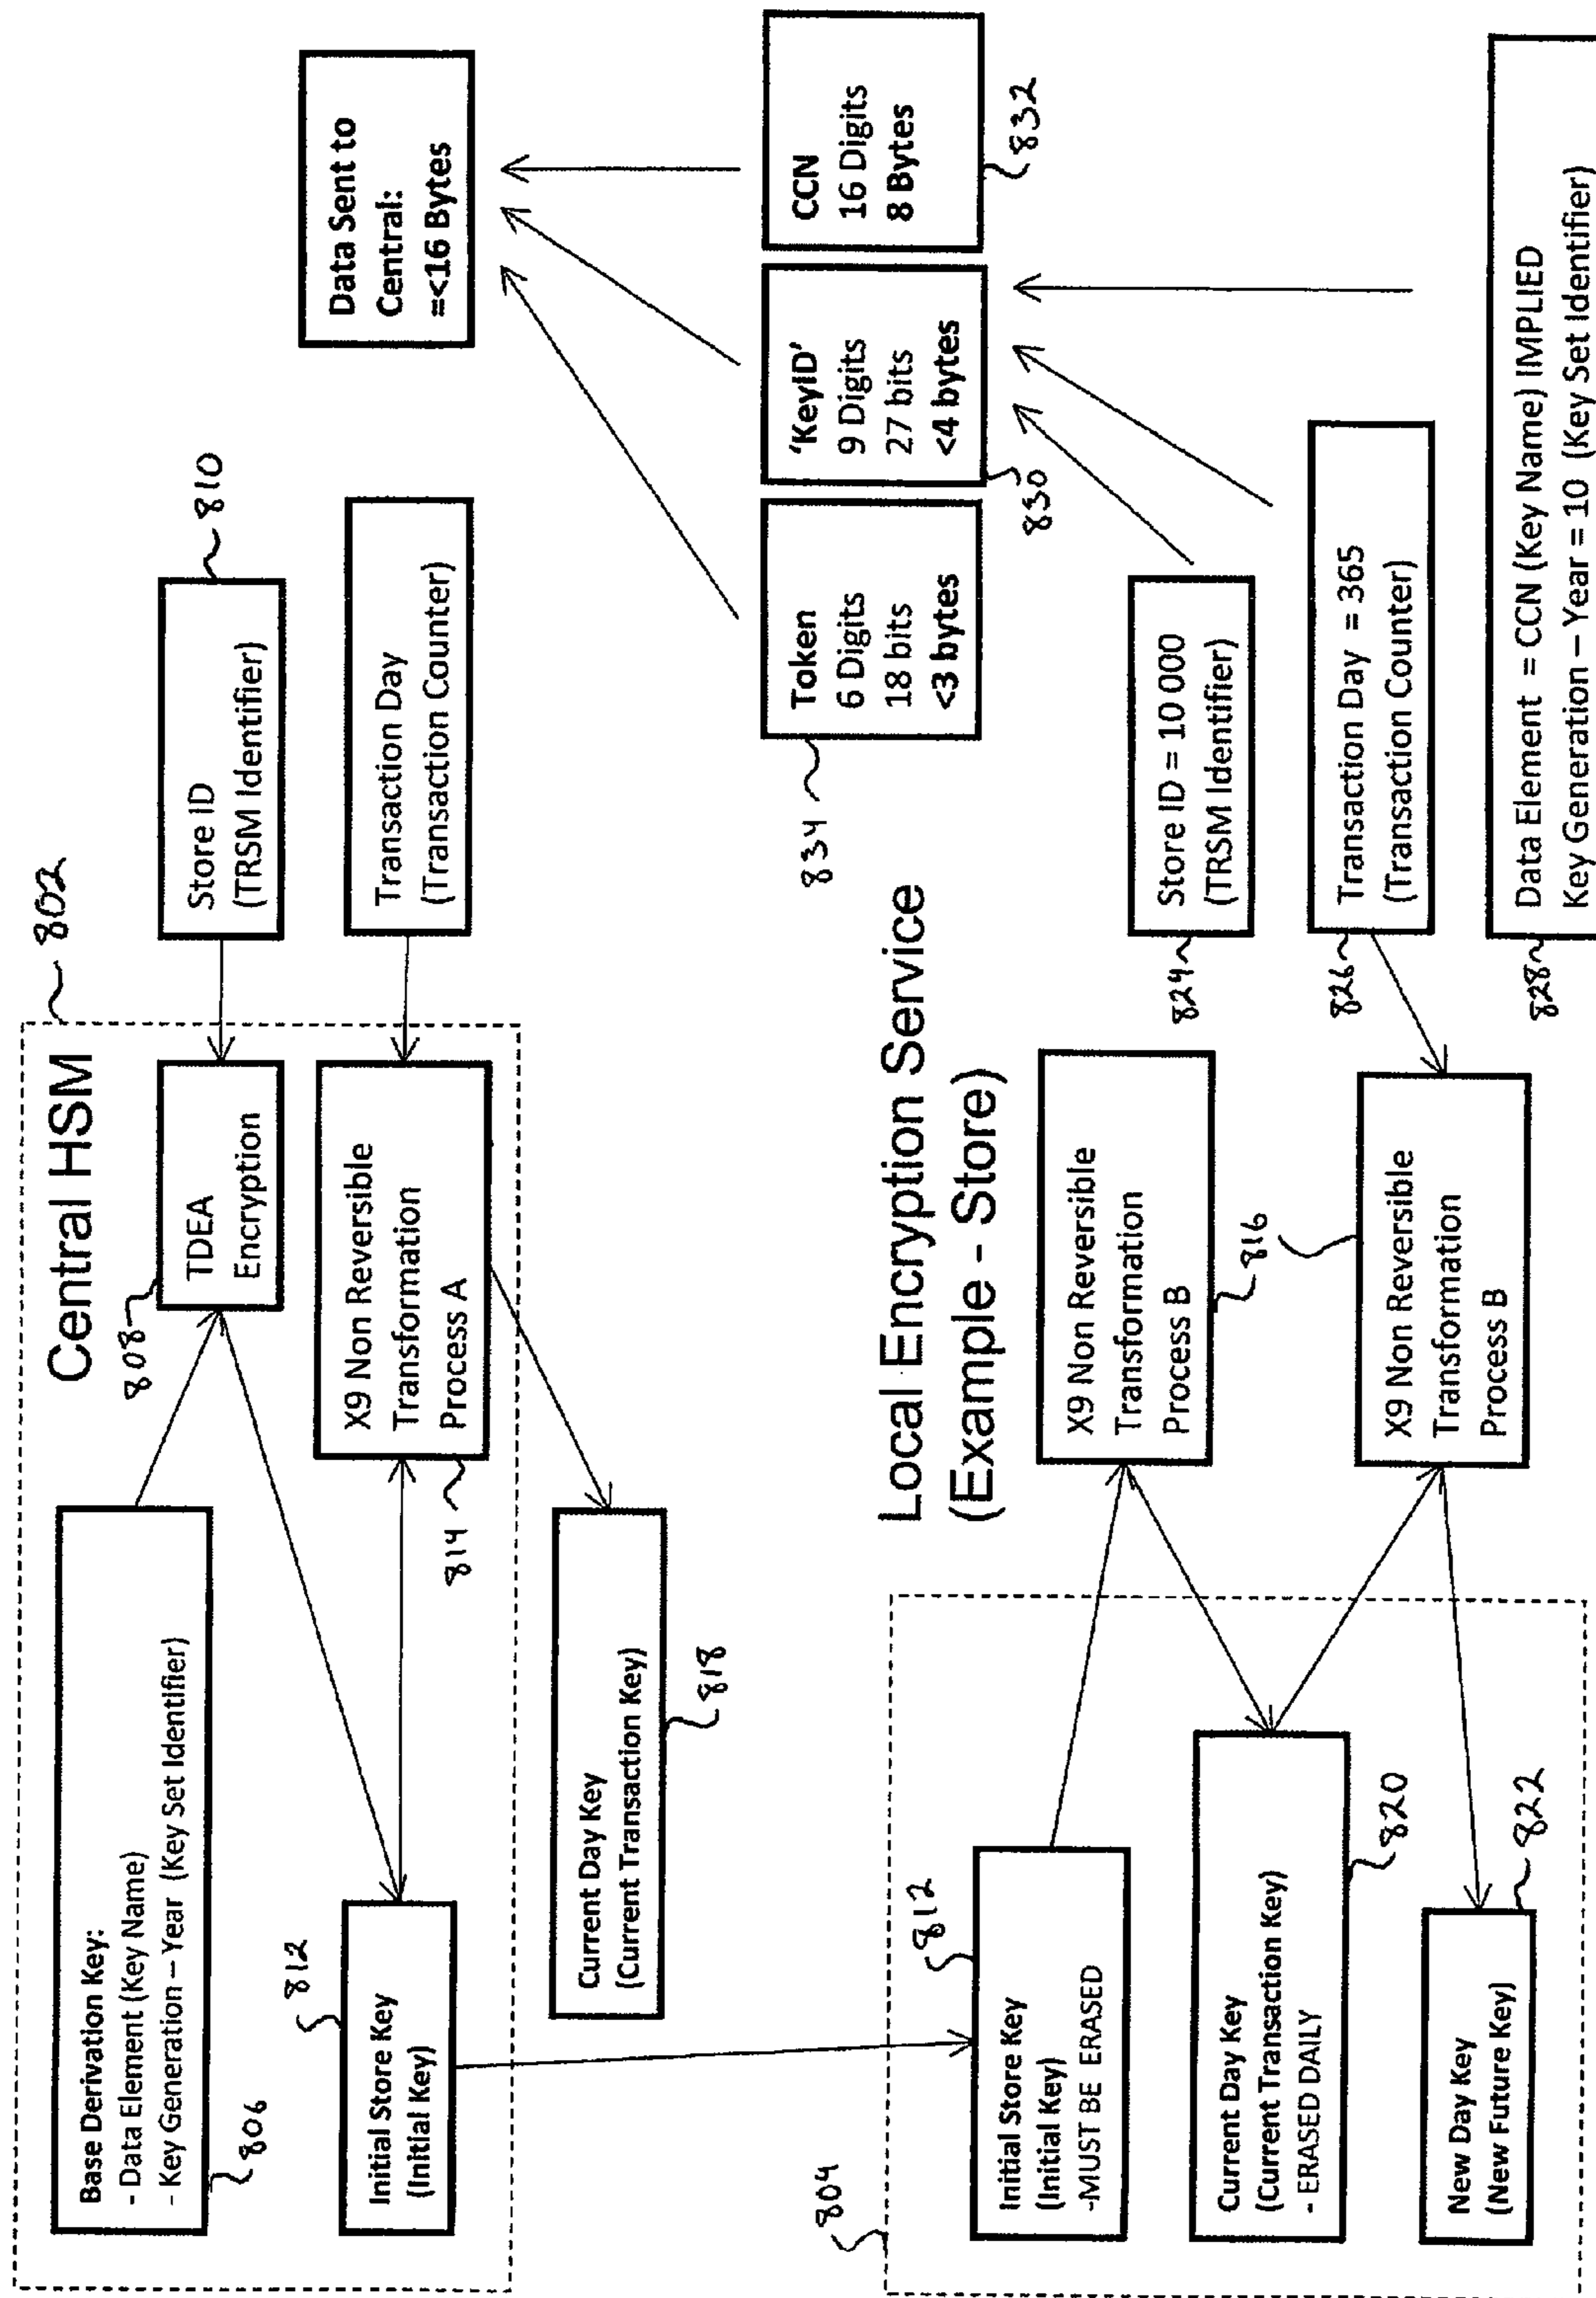 Central HSM
802
Base Derivation Key:
- Data Element (Key Name)
- Key Generation – Year (Key Set Identifier)
806
808
TDEA
Encryption
Store ID
(TRSM Identifier)
810
812
Initial Store Key
(Initial Key)
814
X9 Non Reversible
Transformation
Process A
Transaction Day
(Transaction Counter)
Current Day Key
(Current Transaction Key)
818
Data Sent to
Central:
=<16 Bytes
834
Token
6 Digits
18 bits
<3 bytes
'KeyID'
9 Digits
27 bits
<4 bytes
830
CCN
16 Digits
8 Bytes
832
Local Encryption Service
(Example - Store)
804
812
Initial Store Key
(Initial Key)
-MUST BE ERASED
X9 Non Reversible
Transformation
Process B
816
824
Store ID = 10 000
(TRSM Identifier)
Current Day Key
(Current Transaction Key)
- ERASED DAILY
820
826
Transaction Day = 365
(Transaction Counter)
New Day Key
(New Future Key)
822
X9 Non Reversible
Transformation
Process B
828
Data Element = CCN (Key Name) IMPLIED
Key Generation – Year = 10 (Key Set Identifier)